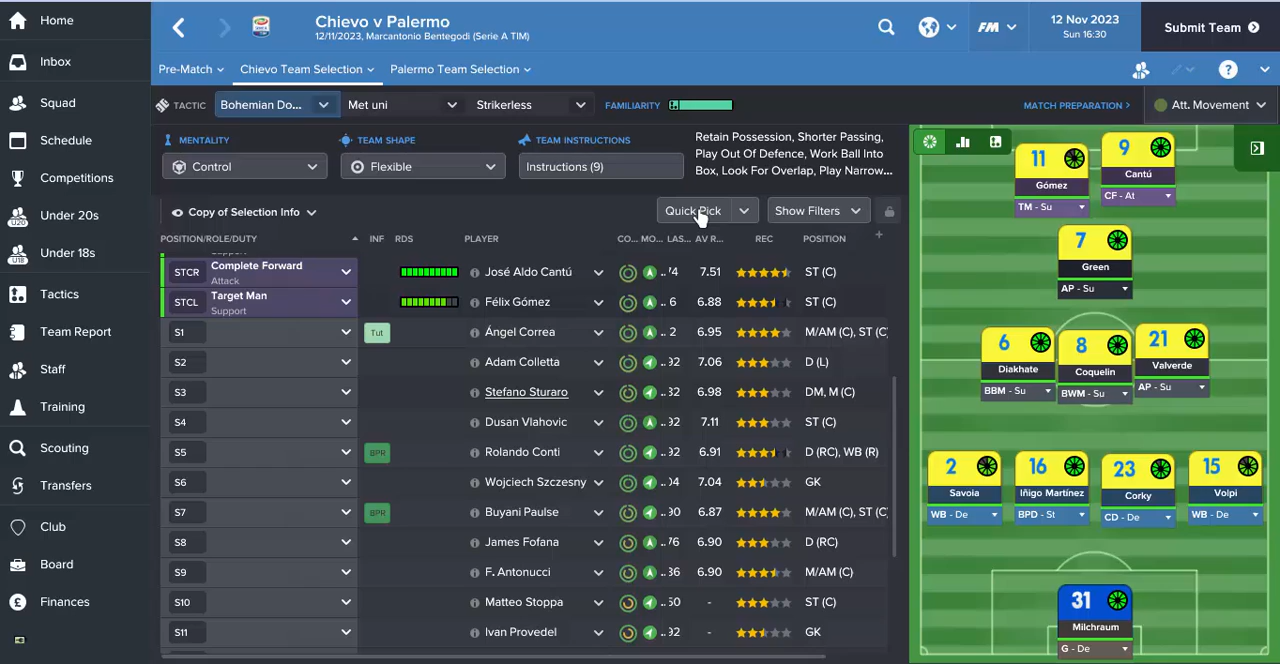 Home
Inbox
Squad
Schedule
Competitions
Under 20s
Under 18s
Tactics
Team Report
Staff
Training
Scouting
Transfers
Club
Board
Finances
Chievo v Palermo
12/11/2023, Marcantonio Bentegodi (Serie A TIM)
FM
12 Nov 2023
Sun 16:30
Submit Team
Pre-Match
Chievo Team Selection
Palermo Team Selection
?
TACTIC
Bohemian Do...
Met uni
Strikerless
FAMILIARITY
MATCH PREPARATION >
Att. Movement
MENTALITY
Control
TEAM SHAPE
Flexible
TEAM INSTRUCTIONS
Instructions (9)
Retain Possession, Shorter Passing,
Play Out Of Defence, Work Ball Into
Box, Look For Overlap, Play Narrow...
Copy of Selection Info
Quick Pick
Show Filters
POSITION/ROLE/DUTY INF RDS PLAYER CO... MO... LAS... AV R... REC POSITION +
Support
STCR Complete Forward José Aldo Cantú 7.51 ST (C)
Attack
STCL Target Man Félix Gómez ..6 6.88 ST (C)
Support
S1 Tut Ángel Correa ..2 6.95 M/AM (C), ST (C)
S2 Adam Colletta 7.06 D (L)
S3 Stefano Sturaro 6.98 DM, M (C)
S4 Dusan Vlahovic 7.11 ST (C)
S5 BPR Rolando Conti 6.91 D (RC), WB (R)
S6 Wojciech Szczesny 7.04 GK
S7 BPR Buyani Paulse 6.87 M/AM (C), ST (C)
S8 James Fofana 6.90 D (RC)
S9 F. Antonucci 6.90 M/AM (C)
S10 Matteo Stoppa - ST (C)
S11 Ivan Provedel - GK
11
Gómez
TM - Su
9
Cantú
CF - At
7
Green
AP - Su
6
Diakhate
BBM - Su
8
Coquelin
BWM - Su
21
Valverde
AP - Su
2
Savoia
WB - De
16
Iñigo Martínez
BPD - St
23
Corky
CD - De
15
Volpi
WB - De
31
Milchraum
G - De